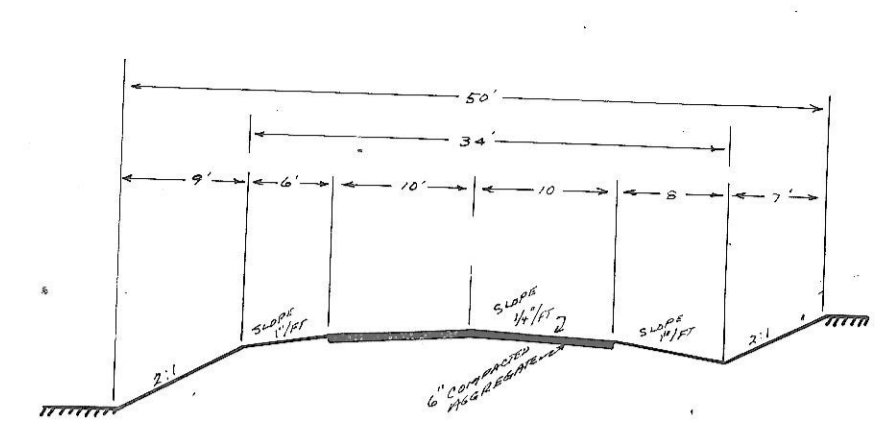 50'
34'
9'
6'
10'
10
8
7'
SLOPE
1"/FT
SLOPE
1/4"/FT
SLOPE
1"/FT
2:1
2:1
6" COMPACTED
AGGREGATE